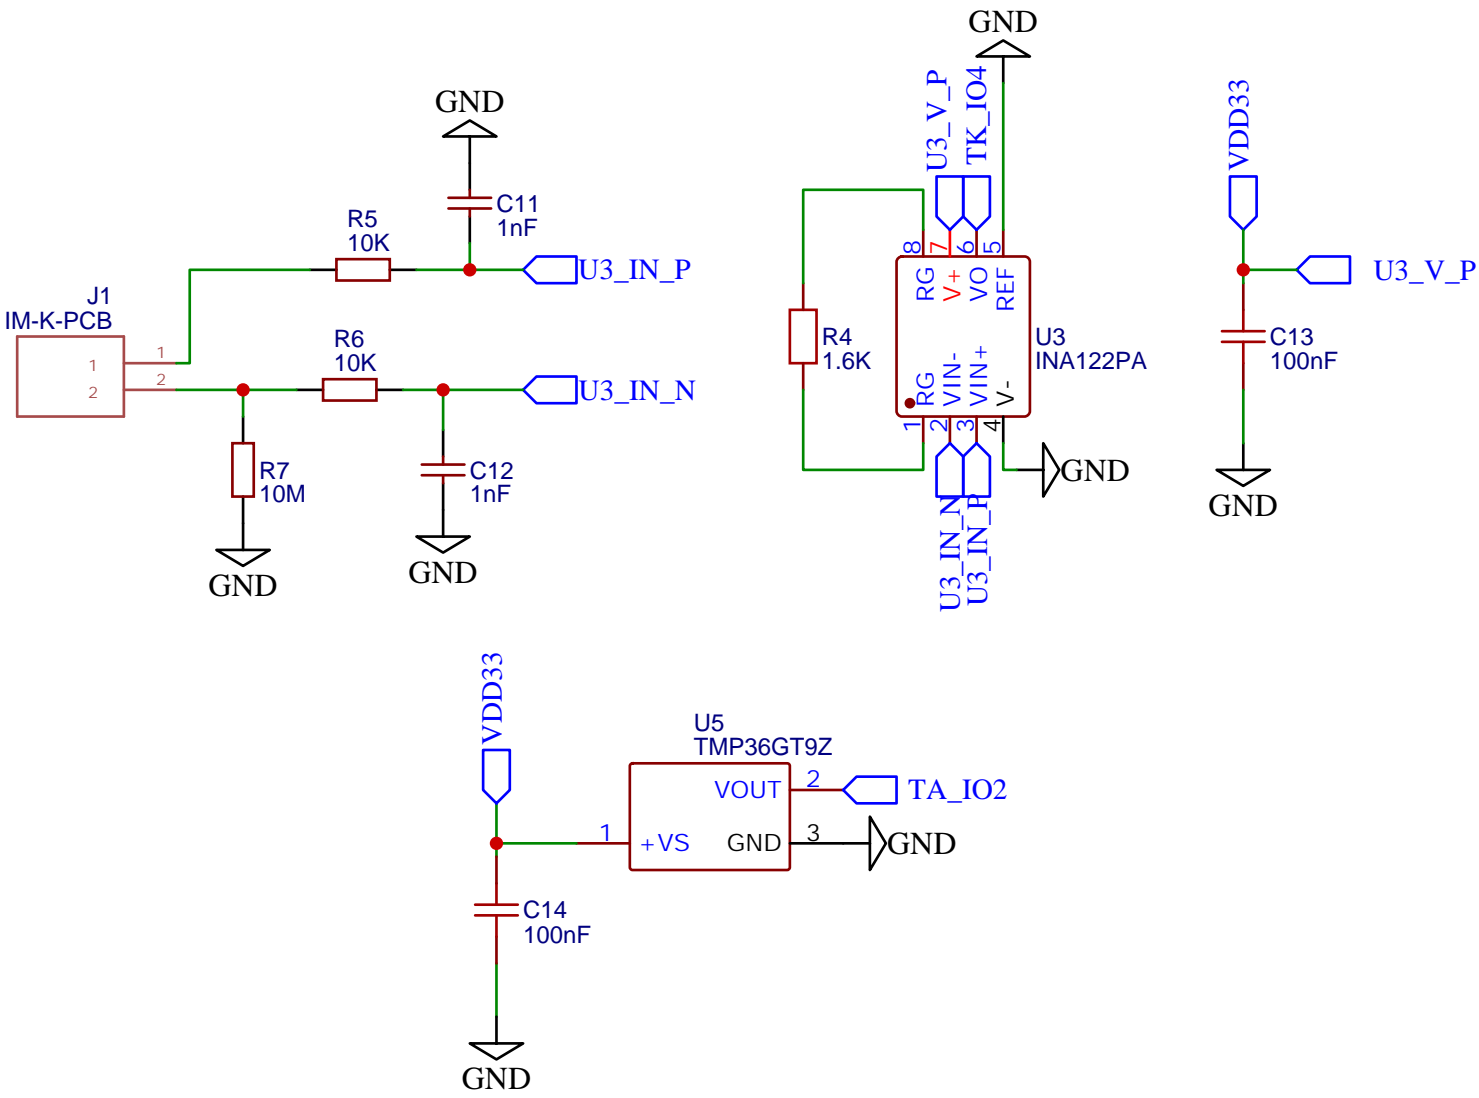 GND
C11
1nF
R5
10K
U3_IN_P
J1
IM-K-PCB
1
2
1
2
R6
10K
U3_IN_N
R7
10M
GND
C12
1nF
GND
GND
U3_V_P
TK_IO4
8
7
6
5
RG
V+
VO
REF
R4
1.6K
U3
INA122PA
RG
VIN-
VIN+
V-
1
2
3
4
GND
U3_IN_N
U3_IN_P
VDD33
U3_V_P
C13
100nF
GND
VDD33
U5
TMP36GT9Z
VOUT
2
TA_IO2
1
+VS
GND
3
GND
C14
100nF
GND